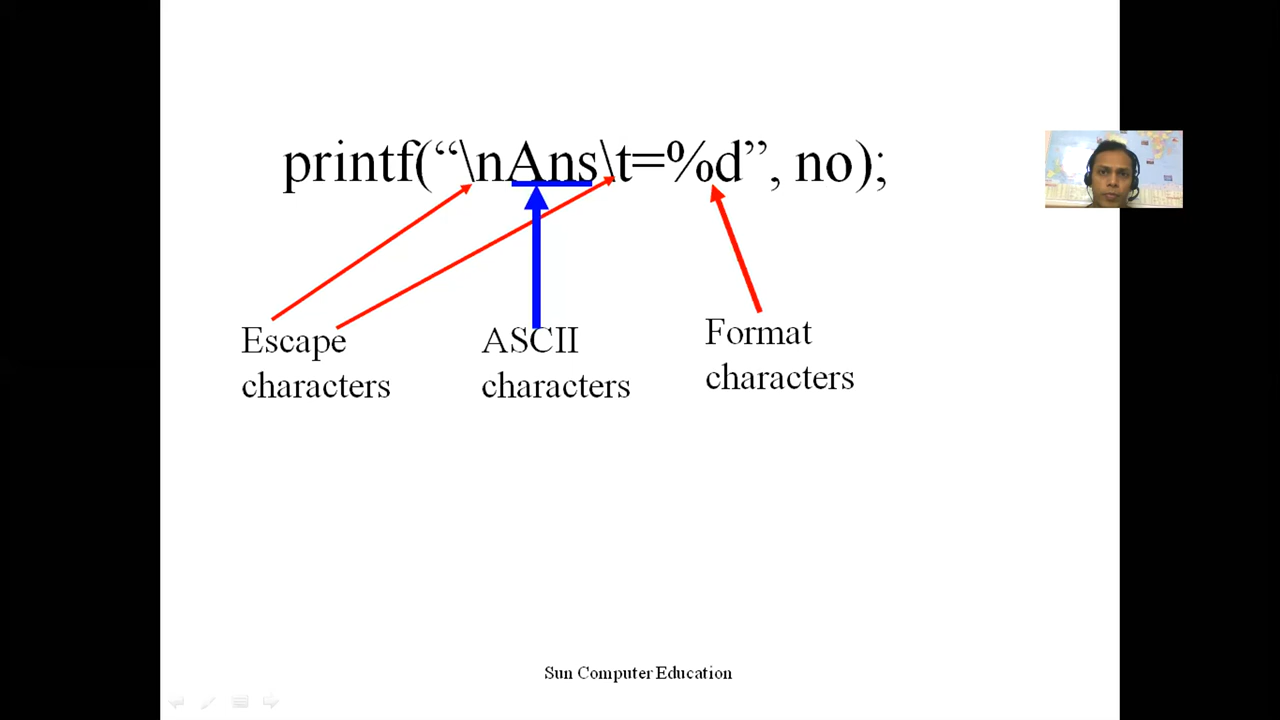 printf(“\nAns\t=%d”, no);
Escape
characters
ASCII
characters
Format
characters
Sun Computer Education